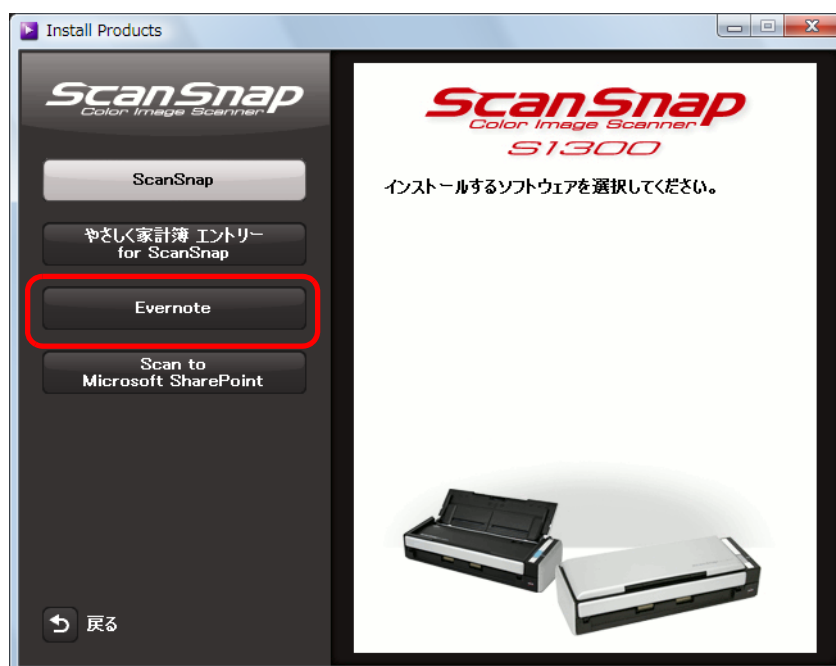 Install Products
ScanSnap
Color Image Scanner
ScanSnap
やさしく家計簿 エントリー
for ScanSnap
Evernote
Scan to
Microsoft SharePoint
戻る
ScanSnap
Color Image Scanner
S1300
インストールするソフトウェアを選択してください。